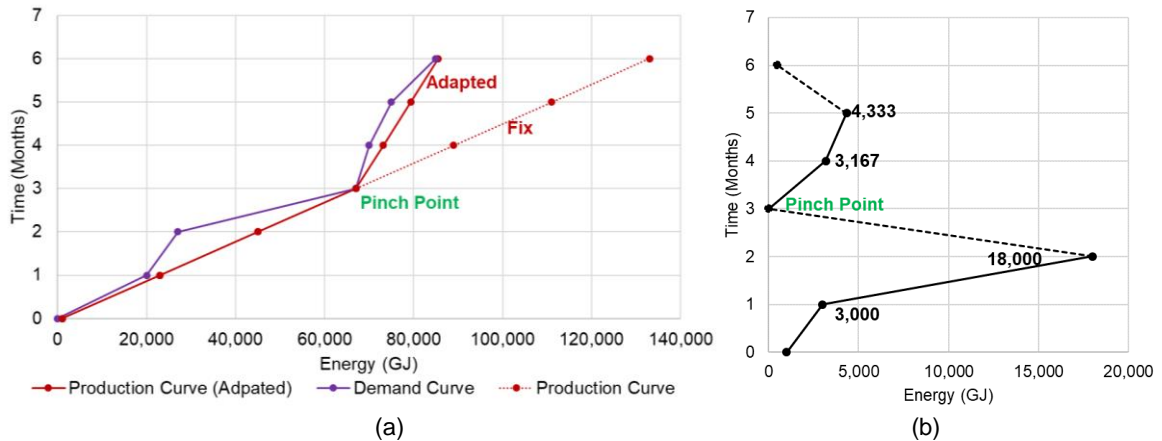 7
6
5
4
3
2
1
0
Time (Months)
Adapted
Fix
Pinch Point
0 20,000 40,000 60,000 80,000 100,000 120,000 140,000
Energy (GJ)
Production Curve (Adpated) Demand Curve Production Curve
(a)
7
6
5
4
3
2
1
0
Time (Months)
4,333
3,167
Pinch Point
18,000
3,000
0 5,000 10,000 15,000 20,000
Energy (GJ)
(b)